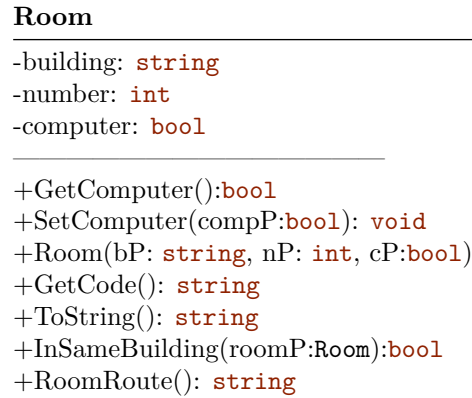 Room
-building: string
-number: int
-computer: bool
+GetComputer():bool
+SetComputer(compP:bool): void
+Room(bP: string, nP: int, cP:bool)
+GetCode(): string
+ToString(): string
+InSameBuilding(roomP:Room):bool
+RoomRoute(): string